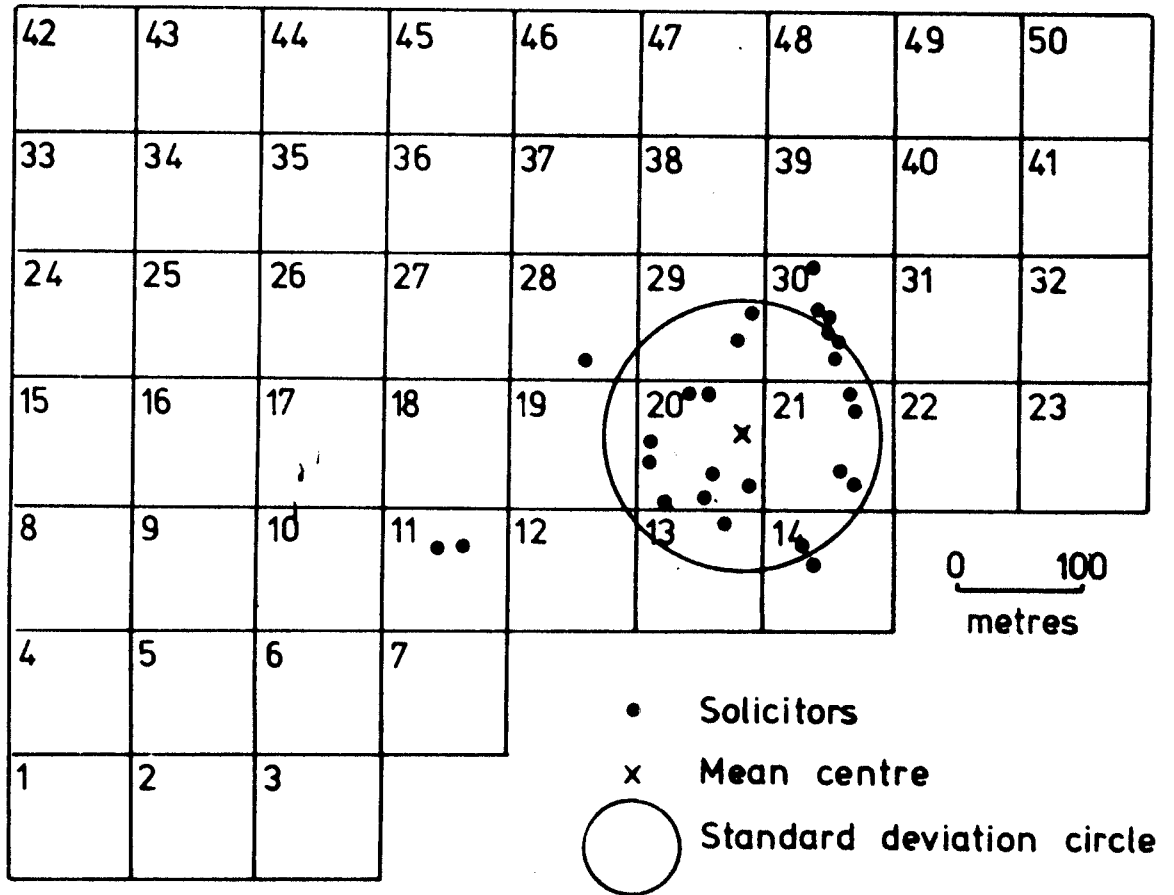 42 43 44 45 46 47 48 49 50
33 34 35 36 37 38 39 40 41
24 25 26 27 28 29 30 31 32
15 16 17 18 19 20 21 22 23
8 9 10 11 12 13 14
0 100
metres
4 5 6 7
Solicitors
1 2 3
x Mean centre
Standard deviation circle